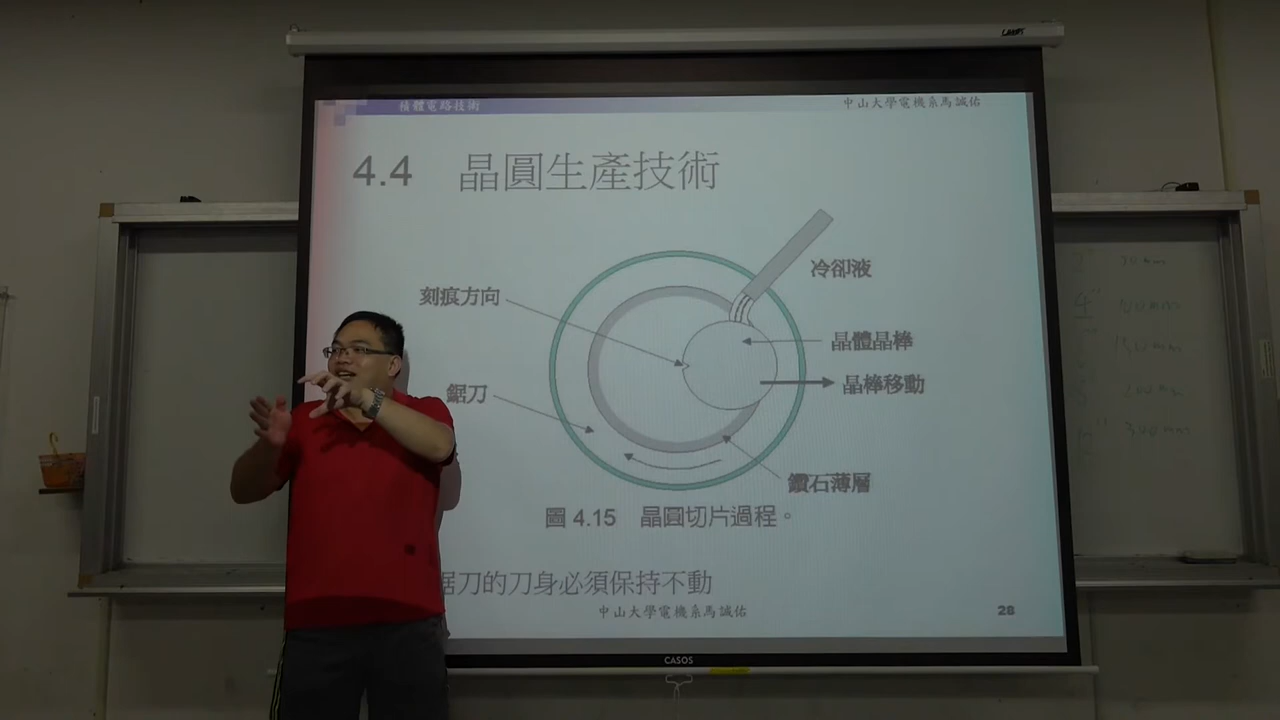 積體電路技術
中山大學電機系馬誠佑
4.4 晶圓生產技術
冷卻液
刻痕方向
晶體晶棒
晶棒移動
鋸刀
鑽石薄層
圖 4.15 晶圓切片過程。
鋸刀的刀身必須保持不動
中山大學電機系馬誠佑
28
CASOS